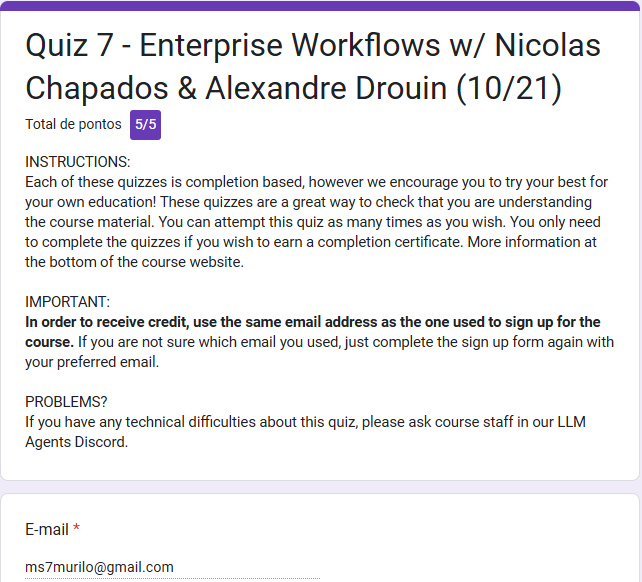 Quiz 7 - Enterprise Workflows w/ Nicolas
Chapados & Alexandre Drouin (10/21)
Total de pontos 5/5
INSTRUCTIONS:
Each of these quizzes is completion based, however we encourage you to try your best for
your own education! These quizzes are a great way to check that you are understanding
the course material. You can attempt this quiz as many times as you wish. You only need
to complete the quizzes if you wish to earn a completion certificate. More information at
the bottom of the course website.
IMPORTANT:
In order to receive credit, use the same email address as the one used to sign up for the
course. If you are not sure which email you used, just complete the sign up form again with
your preferred email.
PROBLEMS?
If you have any technical difficulties about this quiz, please ask course staff in our LLM
Agents Discord.
E-mail *
ms7murilo@gmail.com